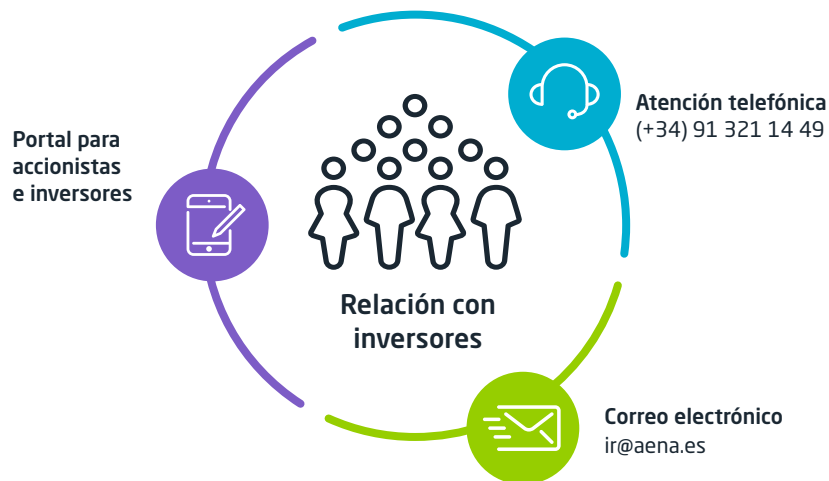 Portal para
accionistas
e inversores
Atención telefónica
(+34) 91 321 14 49
Relación con
inversores
Correo electrónico
ir@aena.es